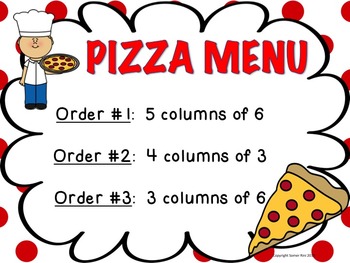 PIZZA MENU
Order #1: 5 columns of 6
Order #2: 4 columns of 3
Order #3: 3 columns of 6